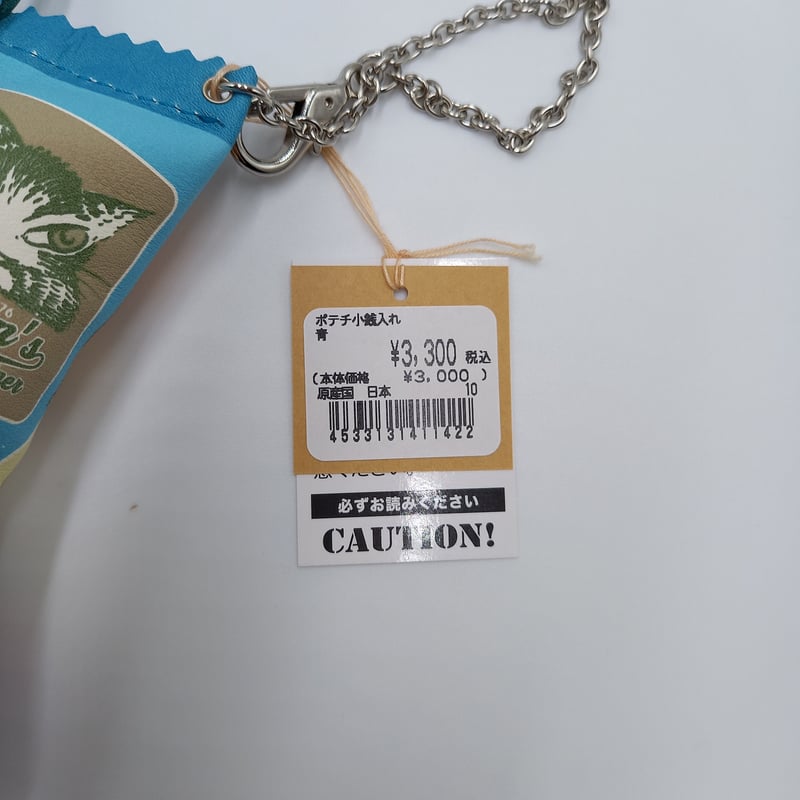 ポテチ小銭入れ
青
¥3,300 税込
(本体価格 ¥3,000 )
原産国 日本 10
4533131411422
必ずお読みください
CAUTION!